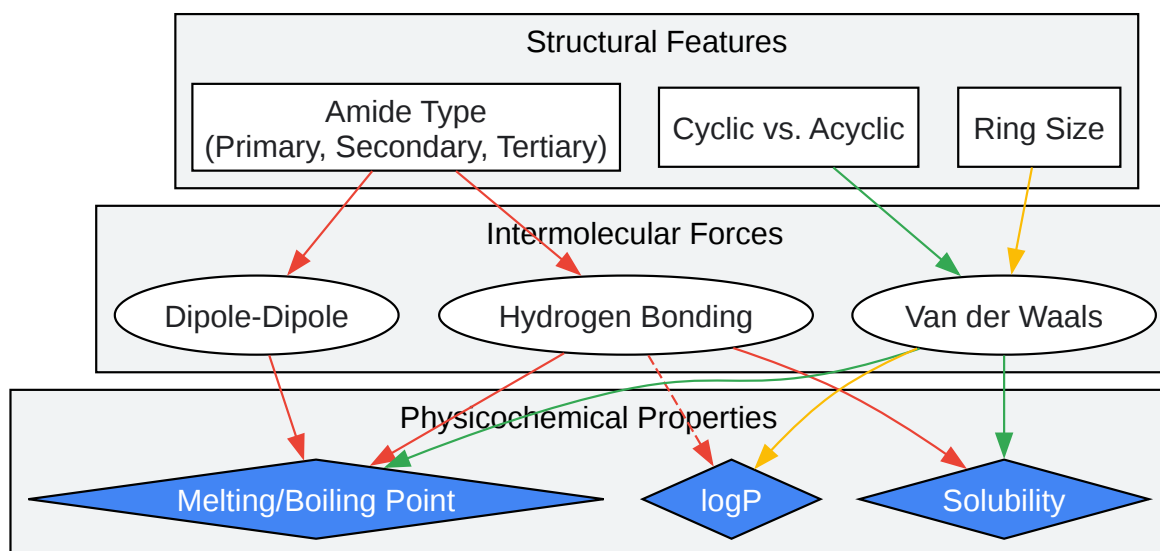 Structural Features
Amide Type
(Primary, Secondary, Tertiary)
Cyclic vs. Acyclic
Ring Size
Intermolecular Forces
Dipole-Dipole
Hydrogen Bonding
Van der Waals
Physicochemical Properties
Melting/Boiling Point
logP
Solubility